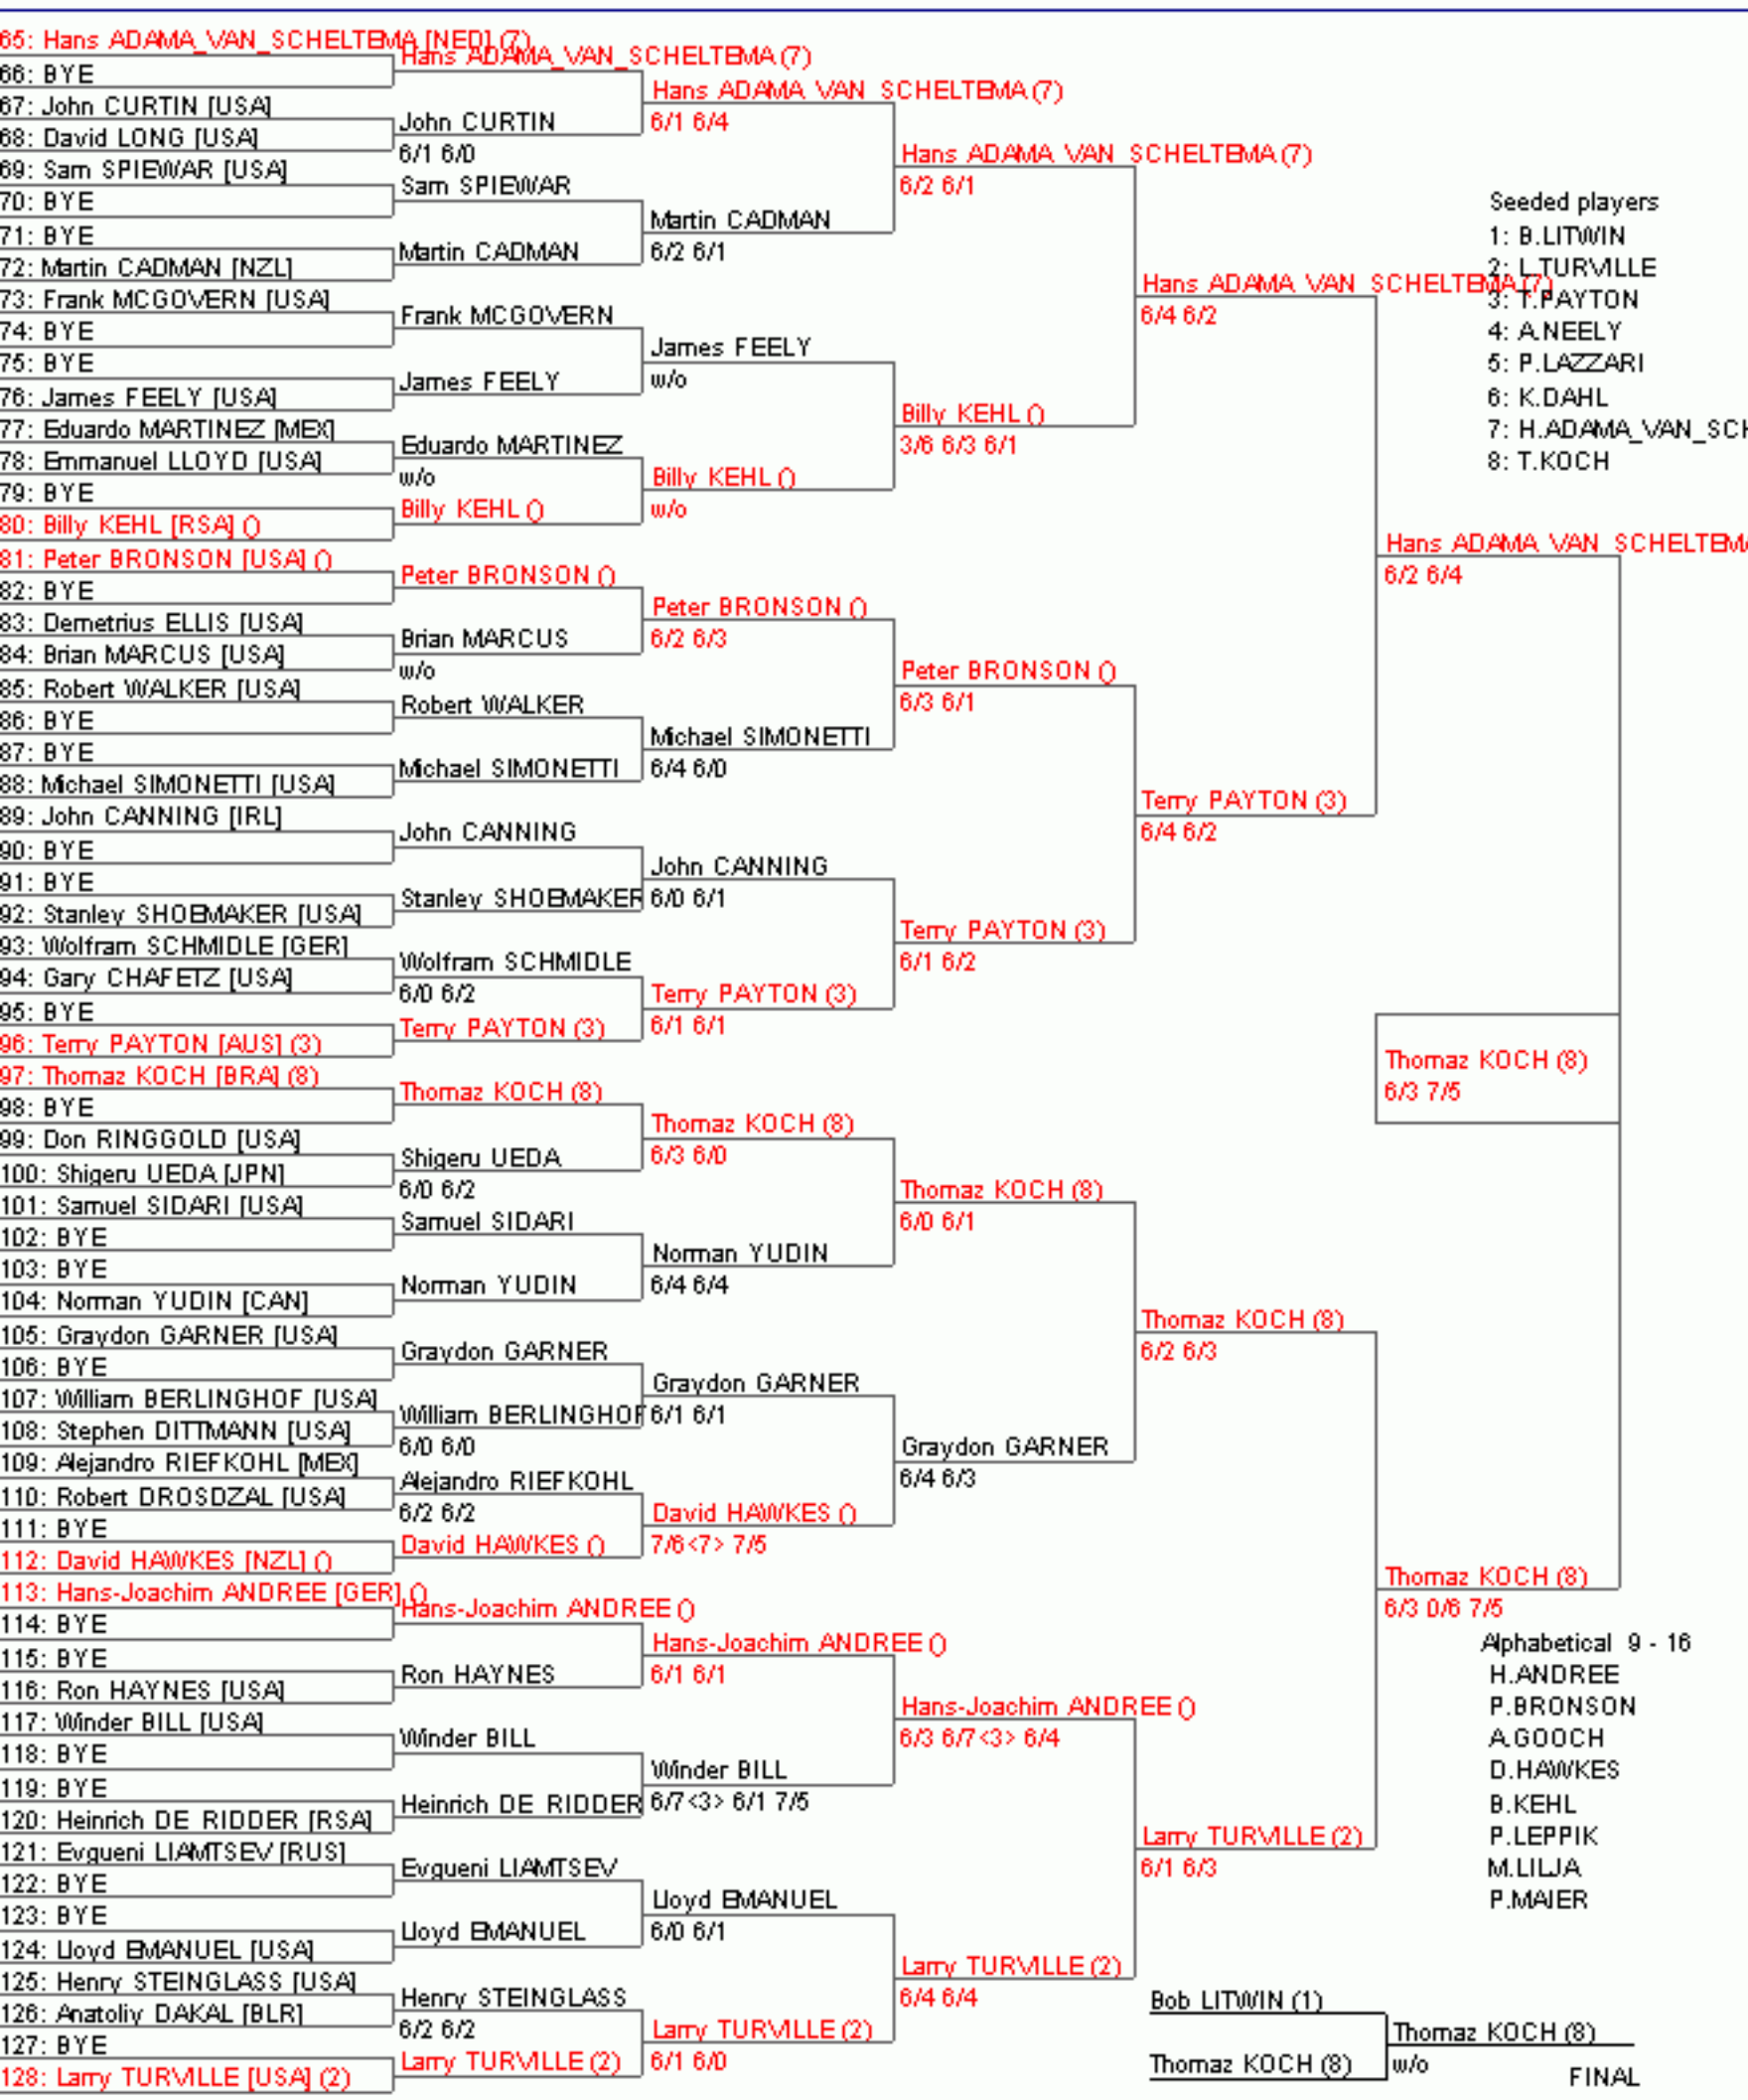 65: Hans ADAMA_VAN_SCHELTEMA [NED] (7)
66: BYE
67: John CURTIN [USA]
68: David LONG [USA]
69: Sam SPIEWAR [USA]
70: BYE
71: BYE
72: Martin CADMAN [NZL]
73: Frank MCGOVERN [USA]
74: BYE
75: BYE
76: James FEELY [USA]
77: Eduardo MARTINEZ [MEX]
78: Emmanuel LLOYD [USA]
79: BYE
80: Billy KEHL [RSA] ()
81: Peter BRONSON [USA] ()
82: BYE
83: Demetrius ELLIS [USA]
84: Brian MARCUS [USA]
85: Robert WALKER [USA]
86: BYE
87: BYE
88: Michael SIMONETTI [USA]
89: John CANNING [IRL]
90: BYE
91: BYE
92: Stanley SHOEMAKER [USA]
93: Wolfram SCHMIDLE [GER]
94: Gary CHAFETZ [USA]
95: BYE
96: Terry PAYTON [AUS] (3)
97: Thomaz KOCH [BRA] (8)
98: BYE
99: Don RINGGOLD [USA]
100: Shigeru UEDA [JPN]
101: Samuel SIDARI [USA]
102: BYE
103: BYE
104: Norman YUDIN [CAN]
105: Graydon GARNER [USA]
106: BYE
107: William BERLINGHOF [USA]
108: Stephen DITTMANN [USA]
109: Alejandro RIEFKOHL [MEX]
110: Robert DROSDZAL [USA]
111: BYE
112: David HAWKES [NZL] ()
113: Hans-Joachim ANDREE [GER] ()
114: BYE
115: BYE
116: Ron HAYNES [USA]
117: Winder BILL [USA]
118: BYE
119: BYE
120: Heinrich DE RIDDER [RSA]
121: Evgueni LIAMTSEV [RUS]
122: BYE
123: BYE
124: Lloyd EMANUEL [USA]
125: Henry STEINGLASS [USA]
126: Anatoliy DAKAL [BLR]
127: BYE
128: Larry TURVILLE [USA] (2)
Hans ADAMA_VAN_SCHELTEMA (7)
John CURTIN
6/1 6/0
Sam SPIEWAR
Martin CADMAN
Frank MCGOVERN
James FEELY
Eduardo MARTINEZ
w/o
Billy KEHL ()
Peter BRONSON ()
Brian MARCUS
w/o
Robert WALKER
Michael SIMONETTI
John CANNING
Stanley SHOEMAKER
Wolfram SCHMIDLE
6/0 6/2
Terry PAYTON (3)
Thomaz KOCH (8)
Shigeru UEDA
6/0 6/2
Samuel SIDARI
Norman YUDIN
Graydon GARNER
William BERLINGHOF
6/0 6/0
Alejandro RIEFKOHL
6/2 6/2
David HAWKES ()
Hans-Joachim ANDREE ()
Ron HAYNES
Winder BILL
Heinrich DE RIDDER
Evgueni LIAMTSEV
Lloyd EMANUEL
Henry STEINGLASS
6/2 6/2
Larry TURVILLE (2)
Hans ADAMA VAN SCHELTEMA (7)
6/1 6/4
Martin CADMAN
6/2 6/1
James FEELY
w/o
Billy KEHL ()
w/o
Peter BRONSON ()
6/2 6/3
Michael SIMONETTI
6/4 6/0
John CANNING
6/0 6/1
Terry PAYTON (3)
6/1 6/1
Thomaz KOCH (8)
6/3 6/0
Norman YUDIN
6/4 6/4
Graydon GARNER
6/1 6/1
David HAWKES ()
7/6<7> 7/5
Hans-Joachim ANDREE ()
6/1 6/1
Winder BILL
6/7<3> 6/1 7/5
Lloyd EMANUEL
6/0 6/1
Larry TURVILLE (2)
6/1 6/0
Hans ADAMA VAN SCHELTEMA (7)
6/2 6/1
Billy KEHL ()
3/6 6/3 6/1
Peter BRONSON ()
6/3 6/1
Terry PAYTON (3)
6/1 6/2
Thomaz KOCH (8)
6/0 6/1
Graydon GARNER
6/4 6/3
Hans-Joachim ANDREE ()
6/3 6/7<3> 6/4
Larry TURVILLE (2)
6/4 6/4
Hans ADAMA VAN SCHELTEMA (7)
6/4 6/2
Terry PAYTON (3)
6/4 6/2
Thomaz KOCH (8)
6/2 6/3
Larry TURVILLE (2)
6/1 6/3
Hans ADAMA VAN SCHELTEMA
6/2 6/4
Thomaz KOCH (8)
6/3 7/5
Thomaz KOCH (8)
6/3 0/6 7/5
Seeded players
1: B.LITWIN
2: L.TURVILLE
3: T.PAYTON
4: A.NEELY
5: P.LAZZARI
6: K.DAHL
7: H.ADAMA_VAN_SCH
8: T.KOCH
Alphabetical 9 - 16
H.ANDREE
P.BRONSON
A.GOOCH
D.HAWKES
B.KEHL
P.LEPPIK
M.LILJA
P.MAIER
Bob LITWIN (1)
Thomaz KOCH (8)
Thomaz KOCH (8)
w/o
FINAL